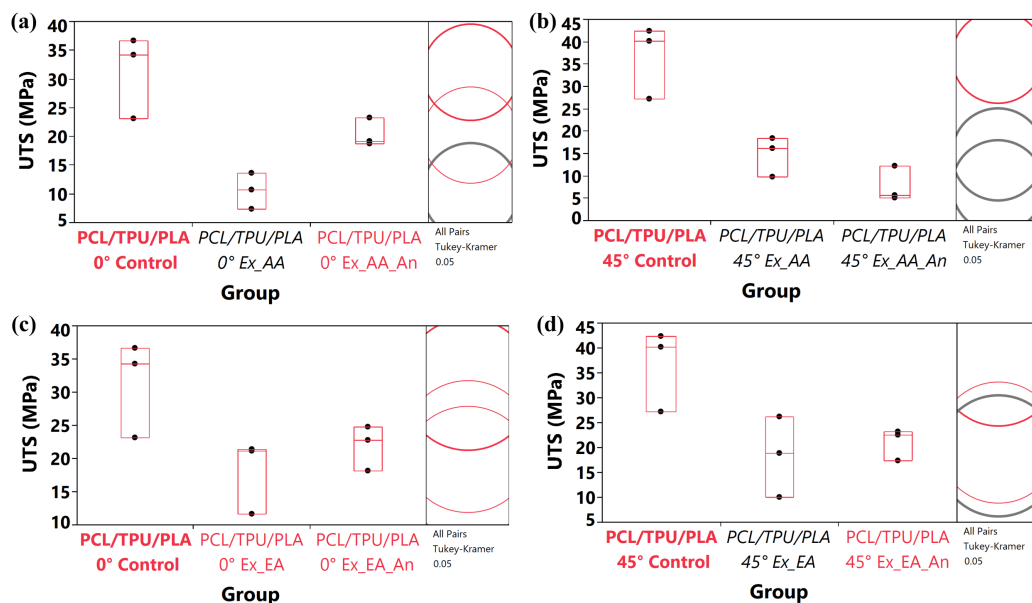 (a)
UTS (MPa)
40
35
30
25
20
15
10
5
PCL/TPU/PLA
0° Control
PCL/TPU/PLA
0° Ex_AA
PCL/TPU/PLA
0° Ex_AA_An
All Pairs
Tukey-Kramer
0.05
Group
(b)
UTS (MPa)
45
40
35
30
25
20
15
10
5
0
PCL/TPU/PLA
45° Control
PCL/TPU/PLA
45° Ex_AA
PCL/TPU/PLA
45° Ex_AA_An
All Pairs
Tukey-Kramer
0.05
Group
(c)
UTS (MPa)
40
35
30
25
20
15
10
PCL/TPU/PLA
0° Control
PCL/TPU/PLA
0° Ex_EA
PCL/TPU/PLA
0° Ex_EA_An
All Pairs
Tukey-Kramer
0.05
Group
(d)
UTS (MPa)
45
40
35
30
25
20
15
10
5
PCL/TPU/PLA
45° Control
PCL/TPU/PLA
45° Ex_EA
PCL/TPU/PLA
45° Ex_EA_An
All Pairs
Tukey-Kramer
0.05
Group